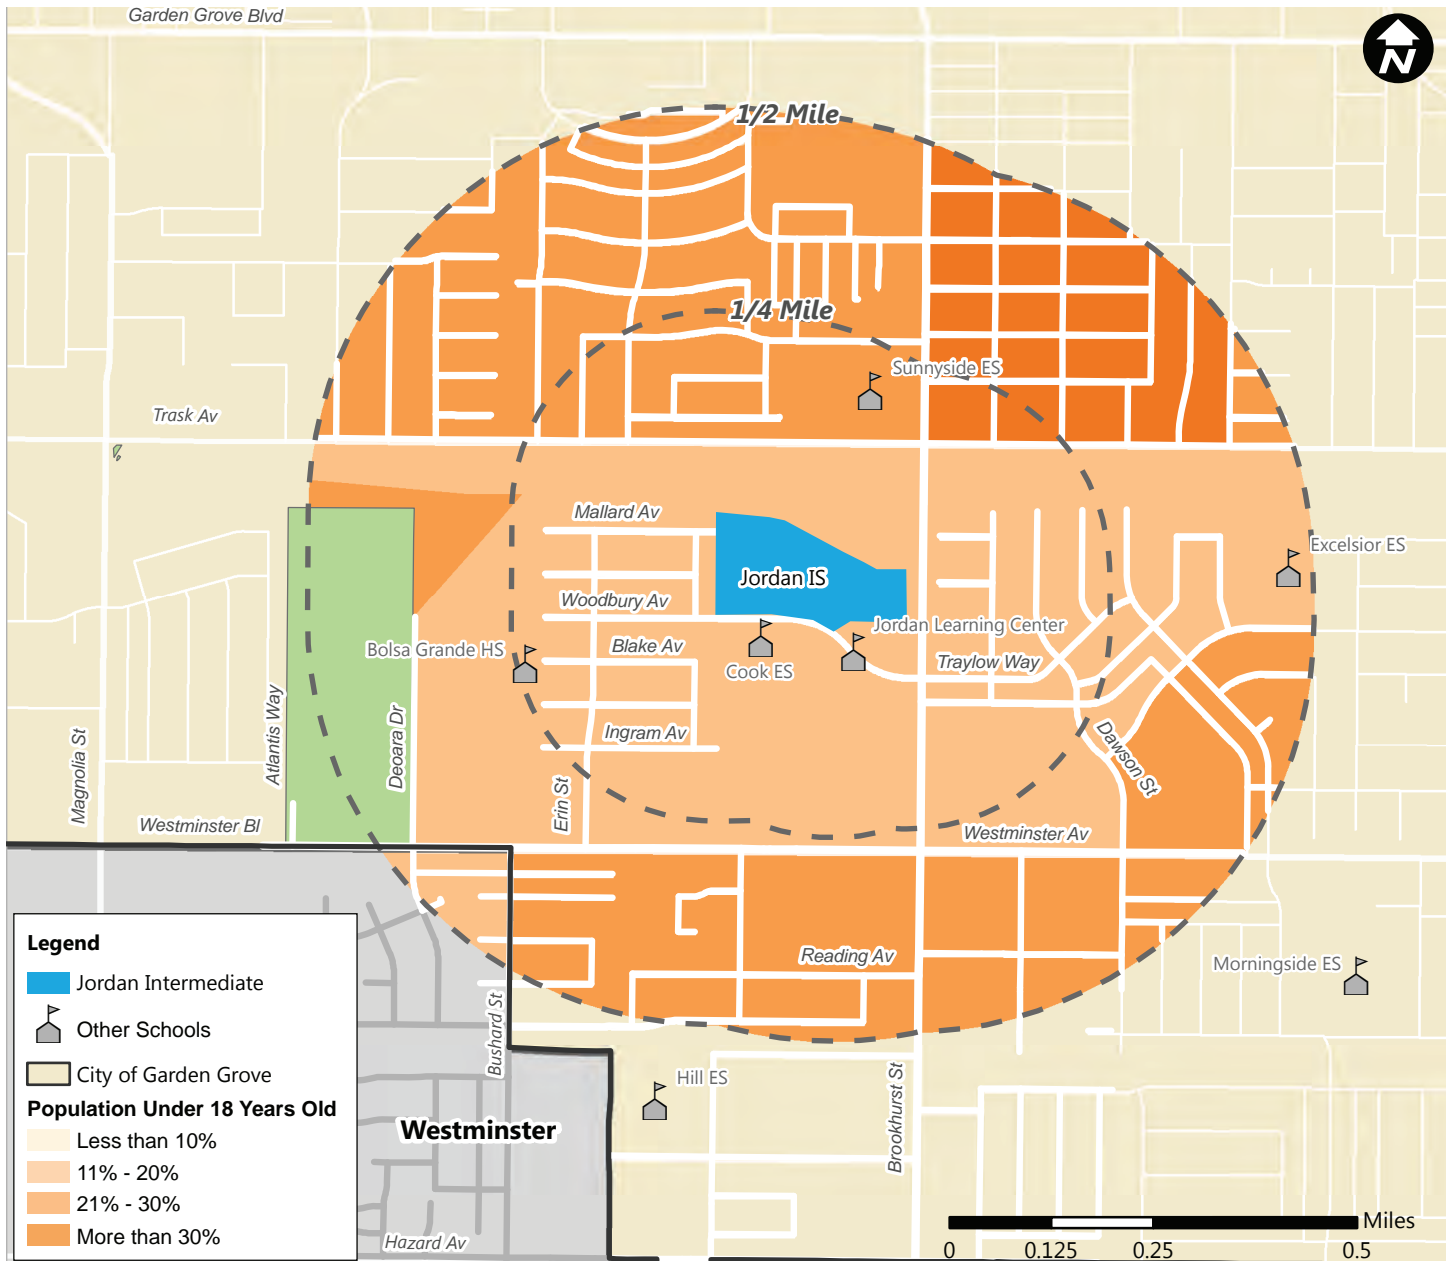 Garden Grove Blvd
N
1/2 Mile
1/4 Mile
Sunnyside ES
Trask Av
Mallard Av
Excelsior ES
Jordan IS
Woodbury Av
Jordan Learning Center
Blake Av
Bolsa Grande HS
Cook ES
Traylow Way
Atlantis Way
Deoara Dr
Magnolia St
Ingram Av
Dawson St
Erin St
Westminster Bl
Westminster Av
Reading Av
Morningside ES
Bushard St
Hill ES
Brookhurst St
Westminster
Hazard Av
Legend
Jordan Intermediate
Other Schools
City of Garden Grove
Population Under 18 Years Old
Less than 10%
11% - 20%
21% - 30%
More than 30%
Miles
0 0.125 0.25 0.5